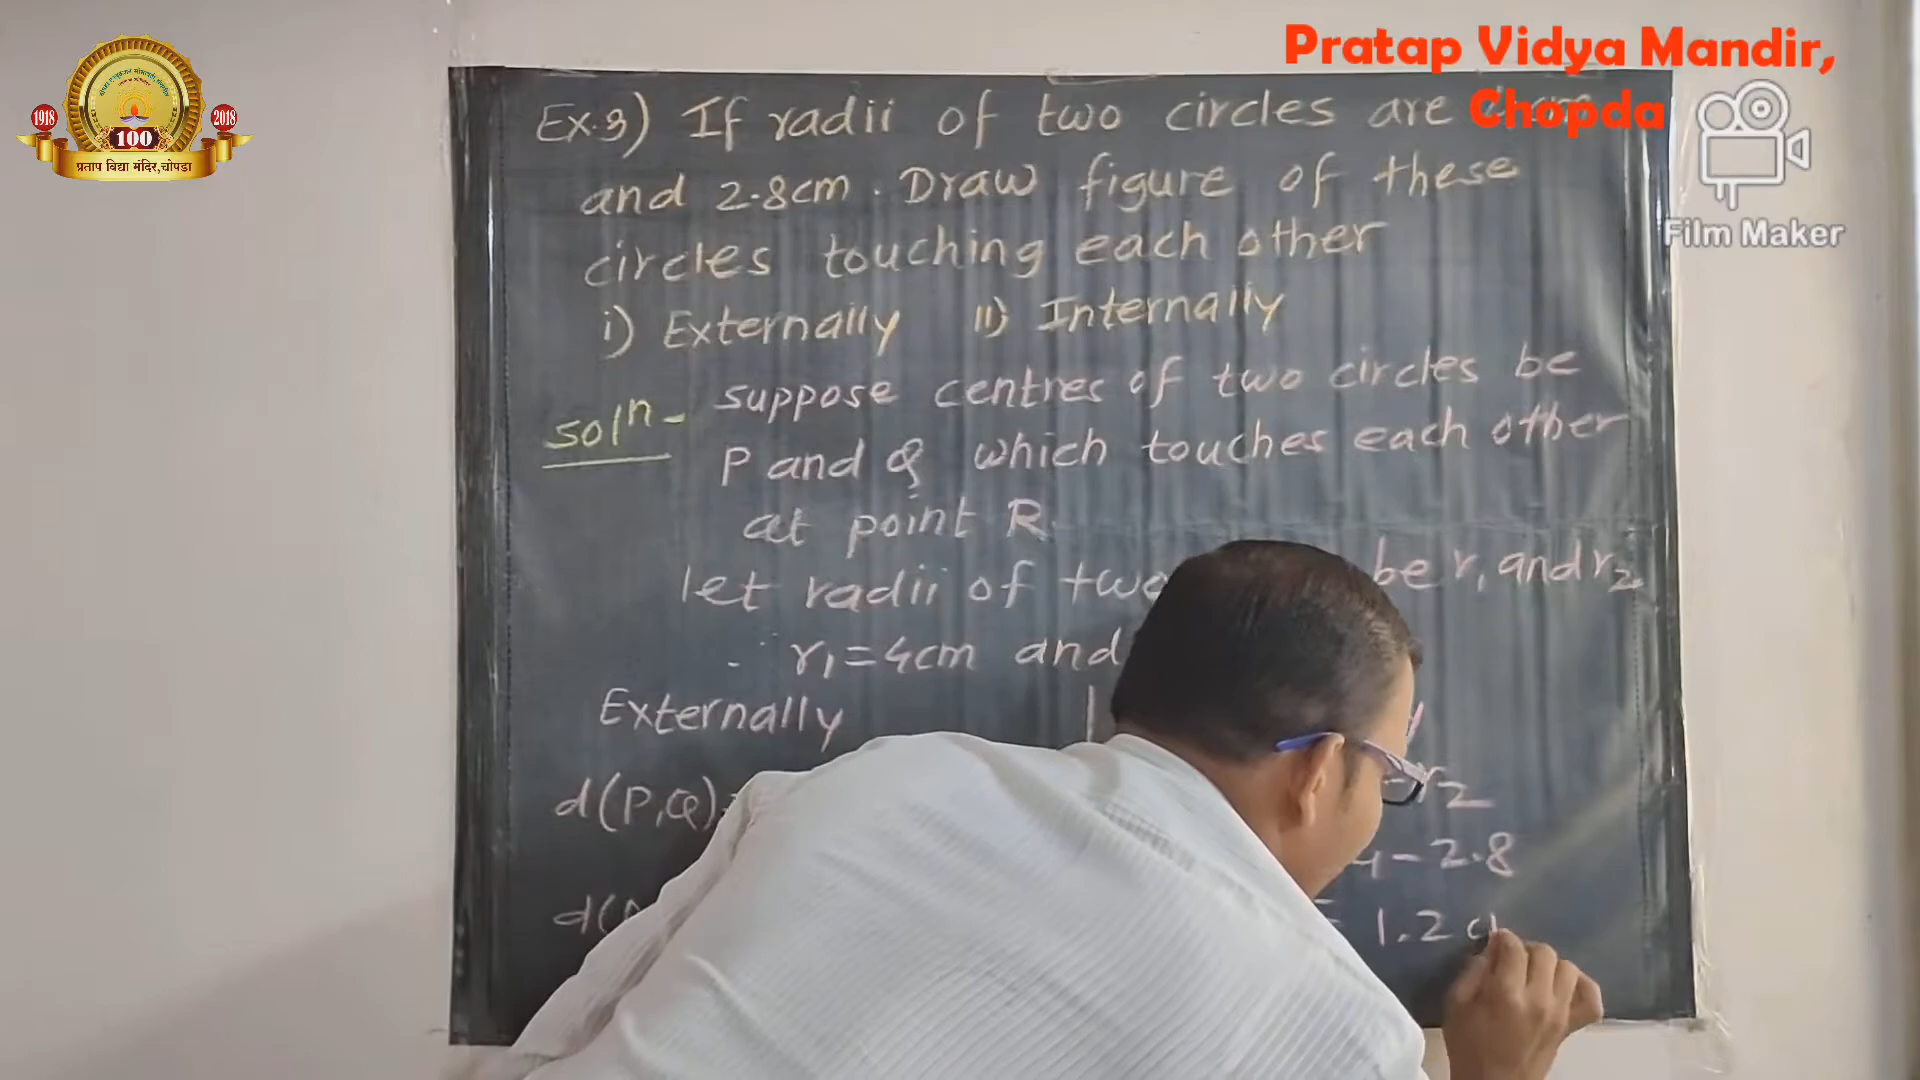 Pratap Vidya Mandir,
Chopda
1918
2018
100
प्रताप विद्या मंदिर,चोपडा
Film Maker
Ex.3) If radii of two circles are
and 2.8cm. Draw figure of these
circles touching each other
i) Externally ii) Internally
Soln- suppose centres of two circles be
P and Q which touches each other
at point R.
let radii of two be r1 and r2
∴ r1=4cm and
Externally
d(P,Q)= -r2
4-2.8
d( = 1.2 c